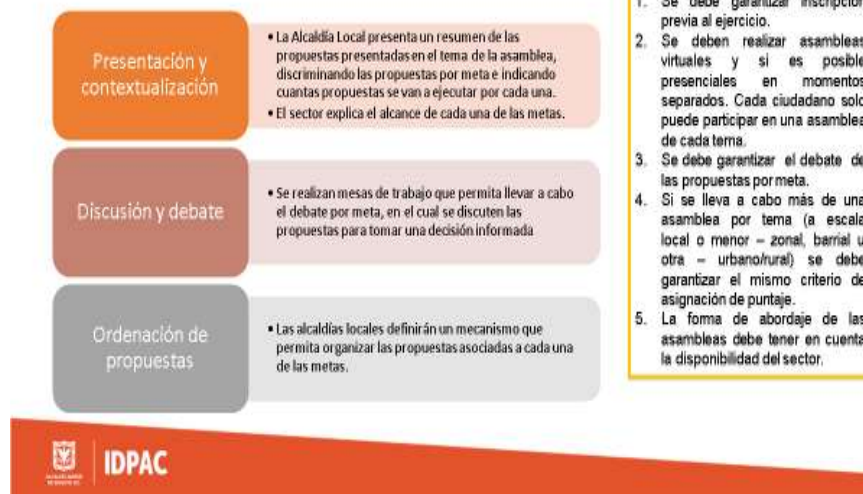 Presentación y
contextualización
• La Alcaldía Local presenta un resumen de las
propuestas presentadas en el tema de la asamblea,
discriminando las propuestas por meta e indicando
cuantas propuestas se van a ejecutar por cada una.
• El sector explica el alcance de cada una de las metas.
Discusión y debate
• Se realizan mesas de trabajo que permita llevar a cabo
el debate por meta, en el cual se discuten las
propuestas para tomar una decisión informada
Ordenación de
propuestas
• Las alcaldías locales definirán un mecanismo que
permita organizar las propuestas asociadas a cada una
de las metas.
1. Se debe garantizar inscripción
previa al ejercicio.
2. Se deben realizar asambleas
virtuales y si es posible
presenciales en momentos
separados. Cada ciudadano solo
puede participar en una asamblea
de cada tema.
3. Se debe garantizar el debate de
las propuestas por meta.
4. Si se lleva a cabo más de una
asamblea por tema (a escala
local o menor – zonal, barrial u
otra – urbano/rural) se debe
garantizar el mismo criterio de
asignación de puntaje.
5. La forma de abordaje de las
asambleas debe tener en cuenta
la disponibilidad del sector.
IDPAC